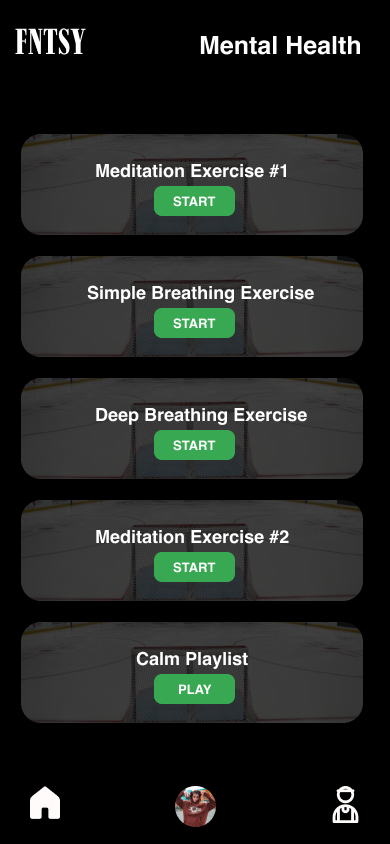 FNTSY
Mental Health
Meditation Exercise #1
START
Simple Breathing Exercise
START
Deep Breathing Exercise
START
Meditation Exercise #2
START
Calm Playlist
PLAY